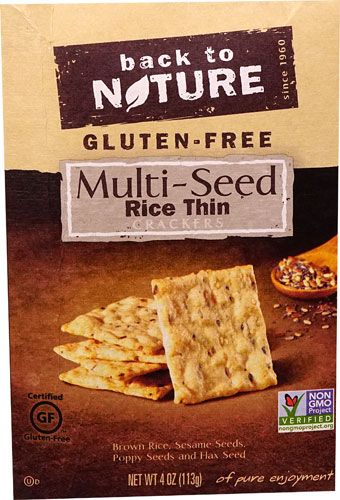 back to
NATURE
since 1960
GLUTEN-FREE
Multi-Seed
Rice Thin
CRACKERS
Certified
GF
Gluten-Free
NON
GMO
Project
VERIFIED
nongmoproject.org
Brown Rice, Sesame Seeds,
Poppy Seeds and Flax Seed
U D
NET WT 4 OZ (113g)
of pure enjoyment